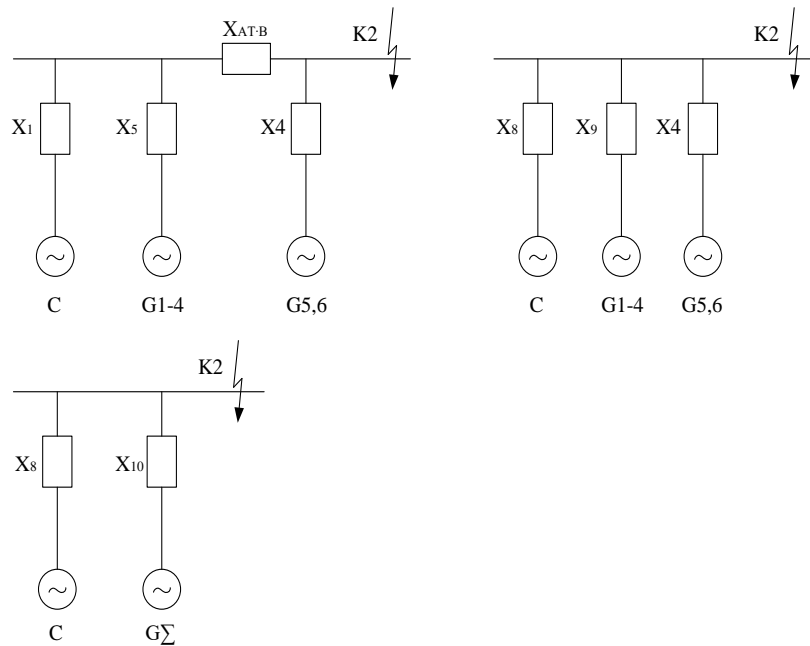 XAT·B K2
X1 X5 X4
C G1-4 G5,6
K2
X8 X9 X4
C G1-4 G5,6
K2
X8 X10
C G∑